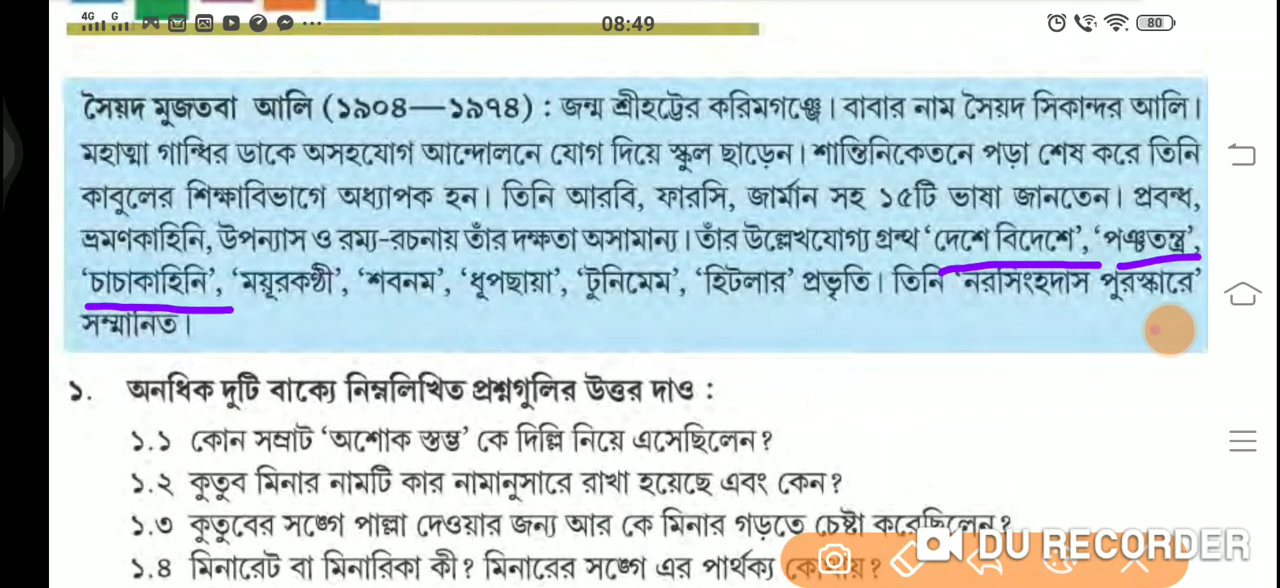 4G G 08:49 80
সৈয়দ মুজতবা আলি (১৯০৪—১৯৭৪) : জন্ম শ্রীহট্টের করিমগঞ্জে। বাবার নাম সৈয়দ সিকান্দর আলি।
মহাত্মা গান্ধির ডাকে অসহযোগ আন্দোলনে যোগ দিয়ে স্কুল ছাড়েন। শান্তিনিকেতনে পড়া শেষ করে তিনি
কাবুলের শিক্ষাবিভাগে অধ্যাপক হন। তিনি আরবি, ফারসি, জার্মান সহ ১৫টি ভাষা জানতেন। প্রবন্ধ,
ভ্রমণকাহিনি, উপন্যাস ও রম্য-রচনায় তাঁর দক্ষতা অসামান্য। তাঁর উল্লেখযোগ্য গ্রন্থ ‘দেশে বিদেশে’, ‘পঞ্চতন্ত্র’,
‘চাচাকাহিনি’, ‘ময়ূরকণ্ঠী’, ‘শবনম’, ‘ধূপছায়া’, ‘টুনিমেম’, ‘হিটলার’ প্রভৃতি। তিনি ‘নরসিংহদাস পুরস্কারে’
সম্মানিত।
১. অনধিক দুটি বাক্যে নিম্নলিখিত প্রশ্নগুলির উত্তর দাও :
১.১ কোন সম্রাট ‘অশোক স্তম্ভ’ কে দিল্লি নিয়ে এসেছিলেন?
১.২ কুতুব মিনার নামটি কার নামানুসারে রাখা হয়েছে এবং কেন?
১.৩ কুতুবের সঙ্গে পাল্লা দেওয়ার জন্য আর কে মিনার গড়তে চেষ্টা করেছিলেন?
DU RECORDER
১.৪ মিনারেট বা মিনারিকা কী? মিনারের সঙ্গে এর পার্থক্য